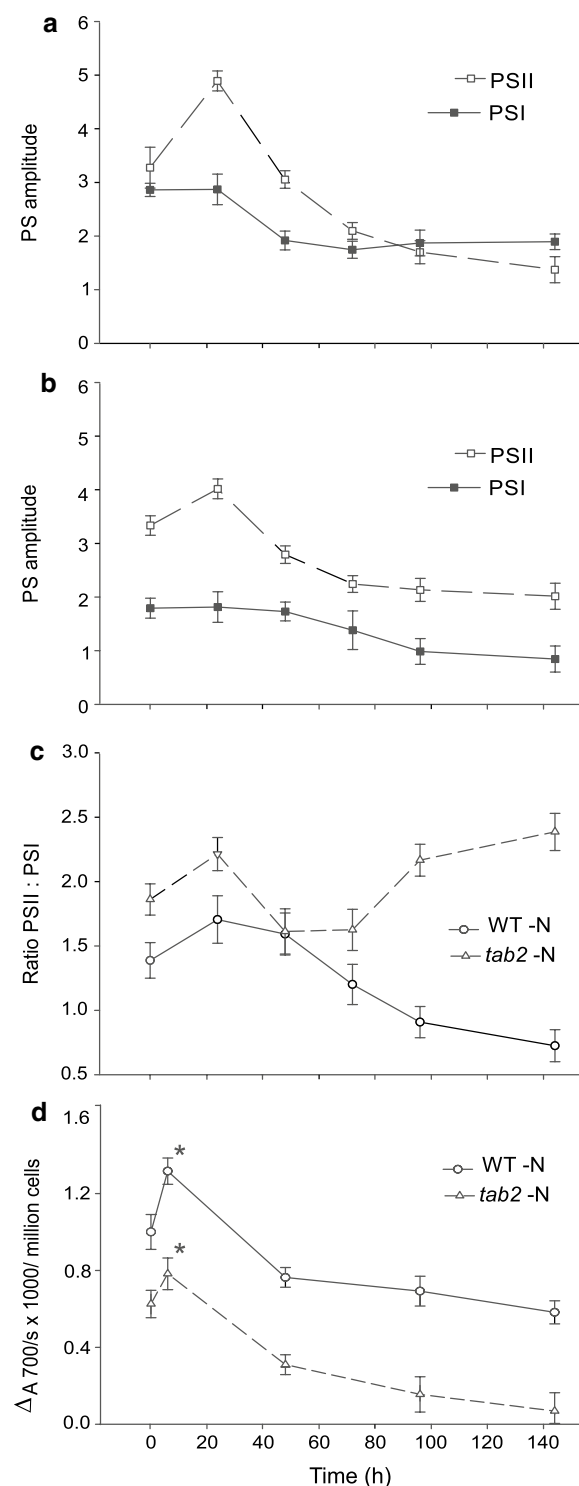 a
6
5
4
3
2
1
0
PS amplitude
PSII
PSI
b
6
5
4
3
2
1
0
PS amplitude
PSII
PSI
c
3.0
2.5
2.0
1.5
1.0
0.5
Ratio PSII : PSI
WT -N
tab2 -N
d
1.6
1.2
0.8
0.4
0.0
Δ A 700/s x 1000/ million cells
*
*
WT -N
tab2 -N
0 20 40 60 80 100 120 140
Time (h)